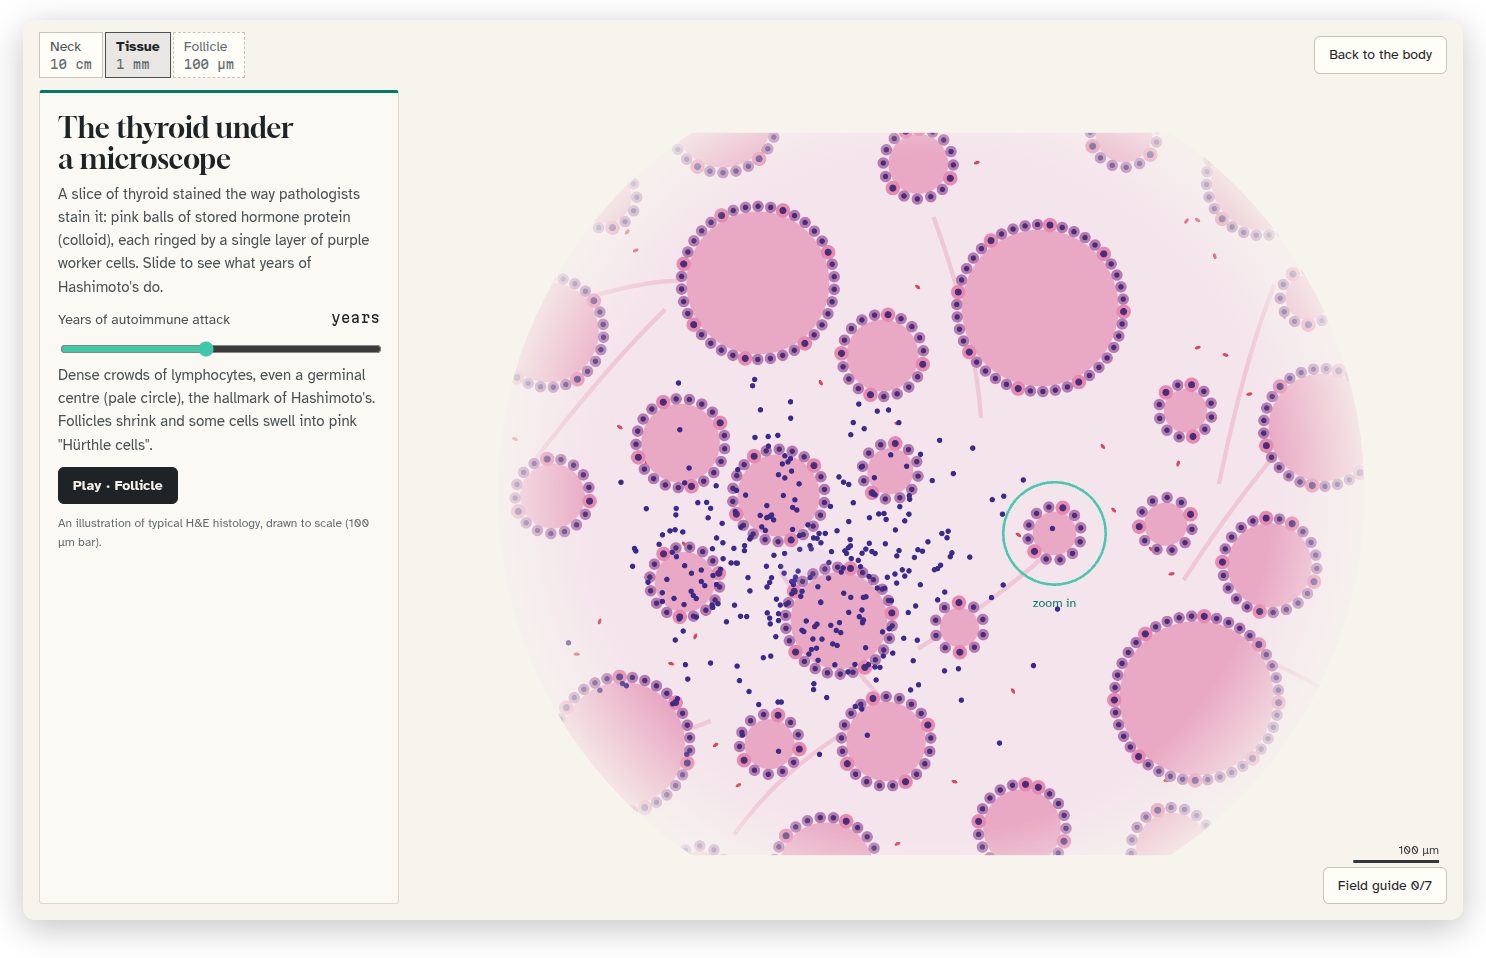 Neck
10 cm
Tissue
1 mm
Follicle
100 µm
Back to the body
The thyroid under
a microscope
A slice of thyroid stained the way pathologists
stain it: pink balls of stored hormone protein
(colloid), each ringed by a single layer of purple
worker cells. Slide to see what years of
Hashimoto's do.
Years of autoimmune attack
years
Dense crowds of lymphocytes, even a germinal
centre (pale circle), the hallmark of Hashimoto's.
Follicles shrink and some cells swell into pink
"Hürthle cells".
Play · Follicle
An illustration of typical H&E histology, drawn to scale (100
µm bar).
zoom in
100 µm
Field guide 0/7